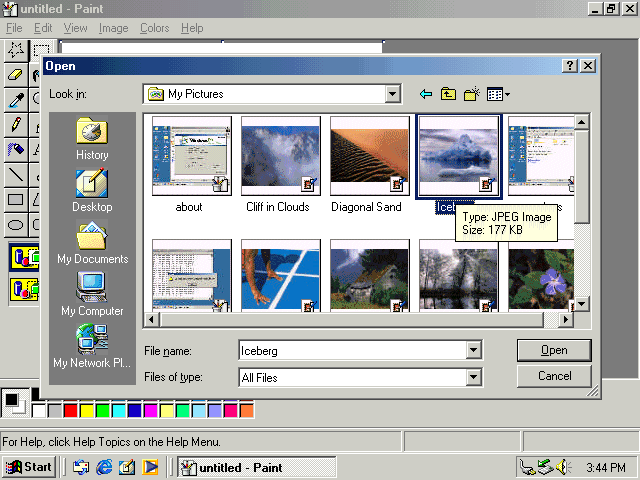 untitled - Paint
File Edit View Image Colors Help
Open
Look in: My Pictures
History
Desktop
My Documents
My Computer
My Network Pl...
about
Cliff in Clouds
Diagonal Sand
Type: JPEG Image
Size: 177 KB
File name: Iceberg
Open
Files of type: All Files
Cancel
For Help, click Help Topics on the Help Menu.
Start
untitled - Paint
3:44 PM